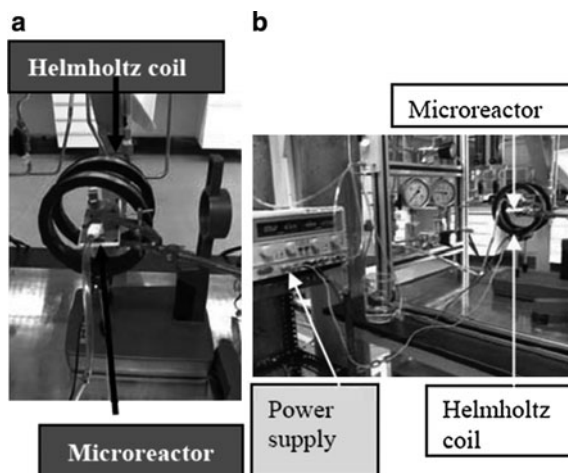 a
Helmholtz coil
Microreactor
b
Microreactor
Power
supply
Helmholtz
coil